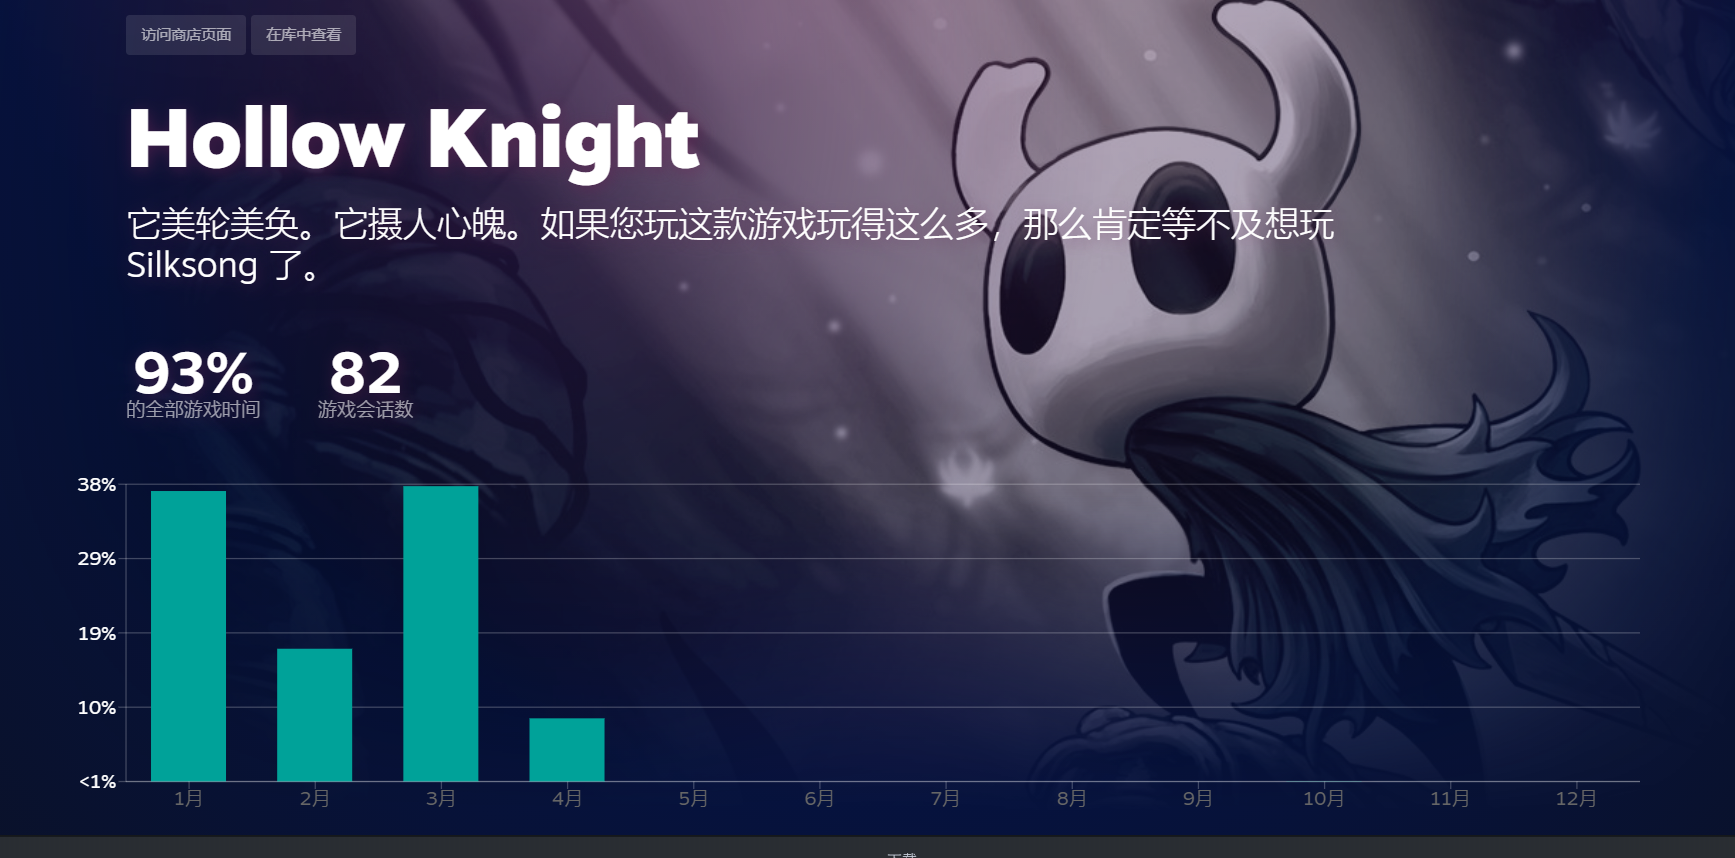 访问商店页面 在库中查看
Hollow Knight
它美轮美奂。它摄人心魄。如果您玩这款游戏玩得这么多，那么肯定等不及想玩
Silksong 了。
93% 82
的全部游戏时间 游戏会话数
38%
29%
19%
10%
<1%
1月 2月 3月 4月 5月 6月 7月 8月 9月 10月 11月 12月